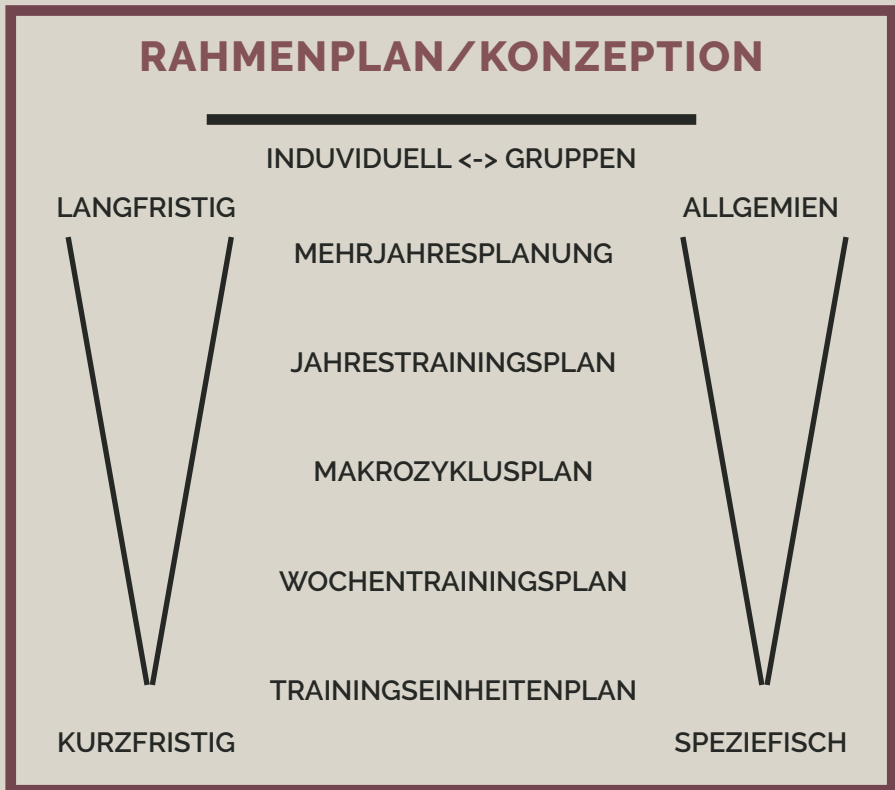 RAHMENPLAN/KONZEPTION
INDUVIDUELL <-> GRUPPEN
LANGFRISTIG
ALLGEMIEN
MEHRJAHRESPLANUNG
JAHRESTRAININGSPLAN
MAKROZYKLUSPLAN
WOCHENTRAININGSPLAN
TRAININGSEINHEITENPLAN
KURZFRISTIG
SPEZIEFISCH